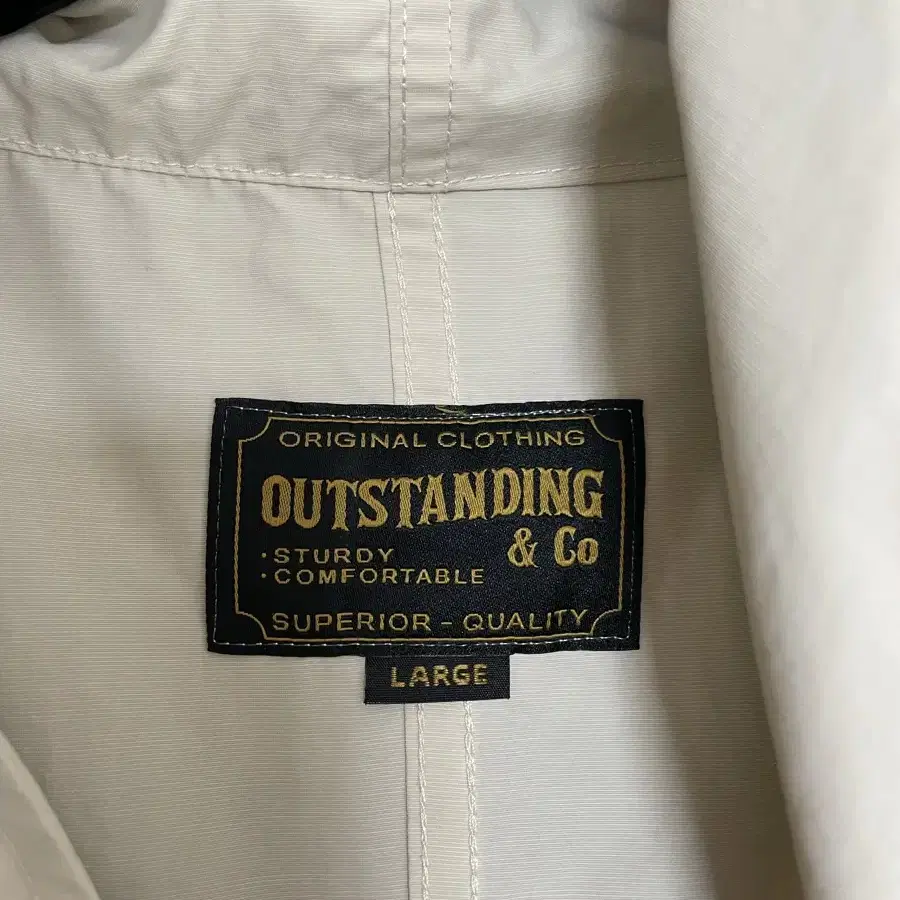 ORIGINAL CLOTHING
OUTSTANDING
& Co
·STURDY
·COMFORTABLE
SUPERIOR - QUALITY
LARGE